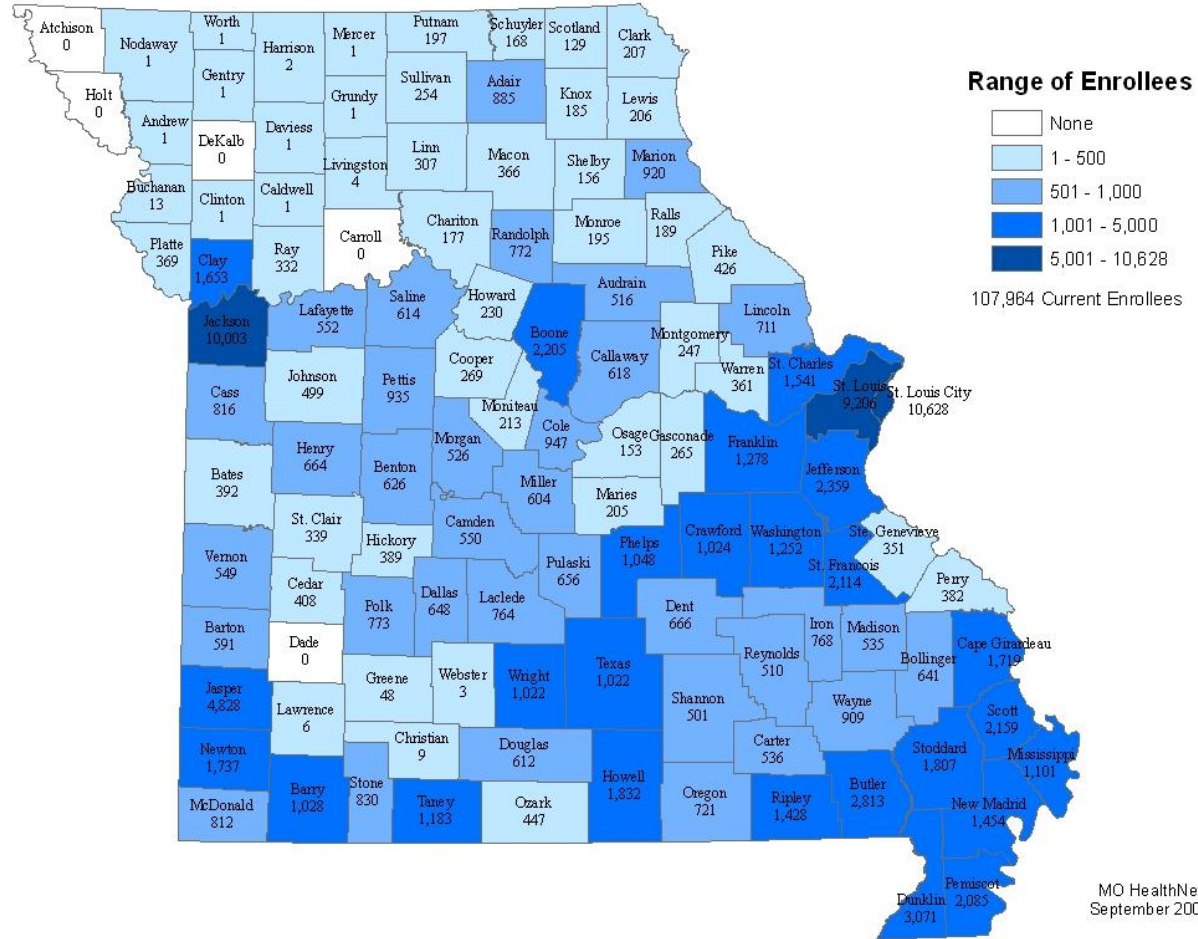 Atchison
0
Nodaway
1
Worth
1
Harrison
2
Mercer
1
Putnam
197
Schuyler
168
Scotland
129
Clark
207
Holt
0
Gentry
1
Grundy
1
Sullivan
254
Adair
885
Knox
185
Lewis
206
Andrew
1
DeKalb
0
Daviess
1
Livingston
4
Linn
307
Macon
366
Shelby
156
Marion
920
Buchanan
13
Clinton
1
Caldwell
1
Platte
369
Clay
1,653
Ray
332
Carroll
0
Chariton
177
Randolph
772
Monroe
195
Ralls
189
Pike
426
Jackson
10,003
Lafayette
552
Saline
614
Howard
230
Boone
2,205
Audrain
516
Callaway
618
Montgomery
247
Lincoln
711
Warren
361
St. Charles
1,541
St. Louis
9,206
St. Louis City
10,628
Cass
816
Johnson
499
Pettis
935
Cooper
269
Moniteau
213
Cole
947
Osage
153
Gasconade
265
Franklin
1,278
Jefferson
2,359
Bates
392
Henry
664
Benton
626
Morgan
526
Miller
604
Maries
205
St. Clair
339
Hickory
389
Camden
550
Pulaski
656
Phelps
1,048
Crawford
1,024
Washington
1,252
St. Francois
2,114
Ste. Genevieve
351
Perry
382
Vernon
549
Cedar
408
Polk
773
Dallas
648
Laclede
764
Dent
666
Iron
768
Madison
535
Bollinger
641
Cape Girardeau
1,719
Barton
591
Dade
0
Greene
48
Webster
3
Wright
1,022
Texas
1,022
Shannon
501
Reynolds
510
Wayne
909
Scott
2,159
Mississippi
1,101
Jasper
4,828
Lawrence
6
Christian
9
Douglas
612
Howell
1,832
Carter
536
Butler
2,813
Stoddard
1,807
New Madrid
1,454
Newton
1,737
McDonald
812
Barry
1,028
Stone
830
Taney
1,183
Ozark
447
Oregon
721
Ripley
1,428
Dunklin
3,071
Pemiscot
2,085
Range of Enrollees
None
1 - 500
501 - 1,000
1,001 - 5,000
5,001 - 10,628
107,964 Current Enrollees
MO HealthNe
September 200